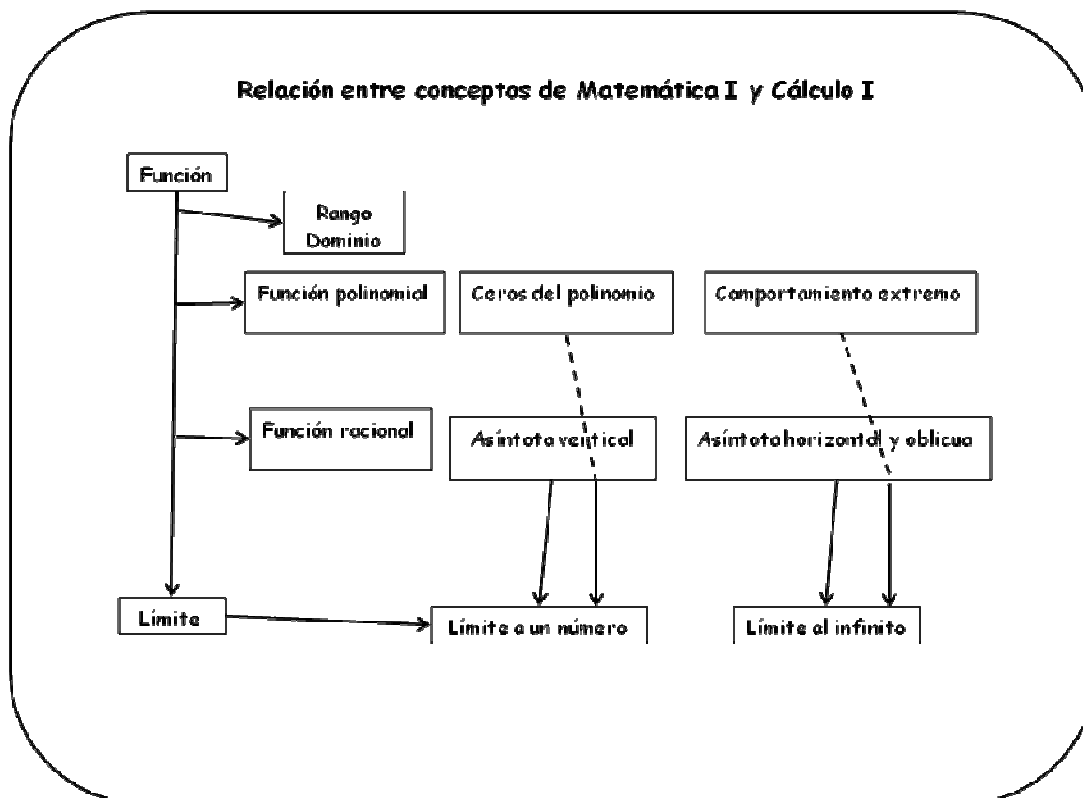 Relación entre conceptos de Matemática I y Cálculo I
Función
Rango
Dominio
Función polinomial
Ceros del polinomio
Comportamiento extremo
Función racional
Asíntota vertical
Asíntota horizontal y oblicua
Límite
Límite a un número
Límite al infinito